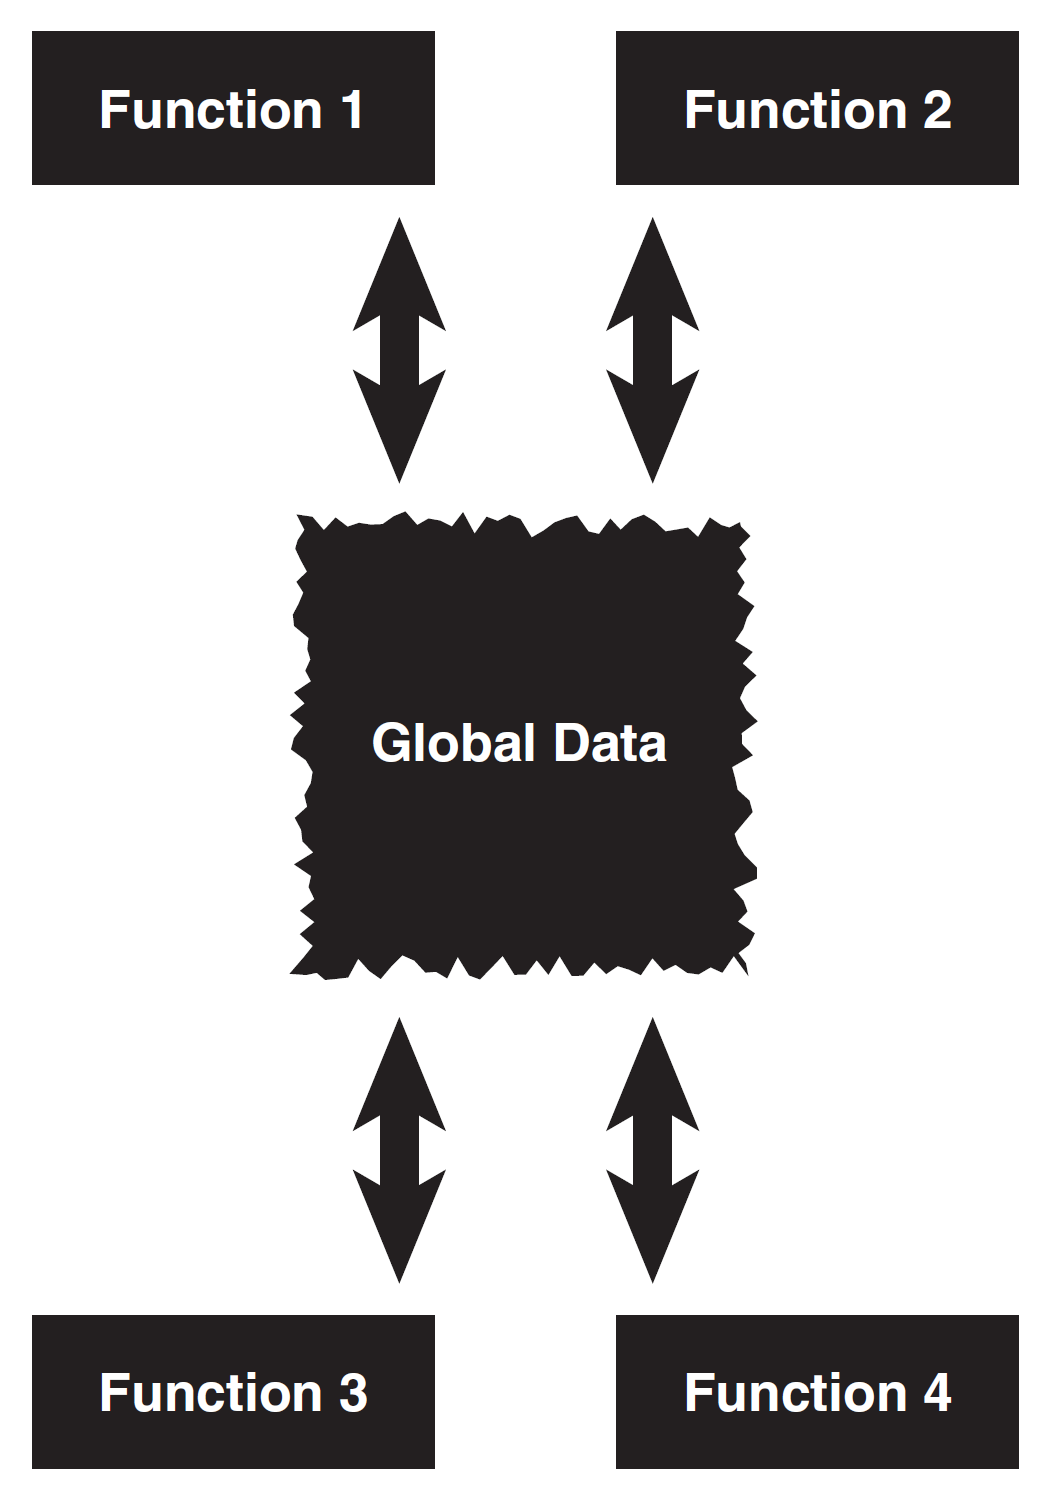 Function 1
Function 2
Global Data
Function 3
Function 4